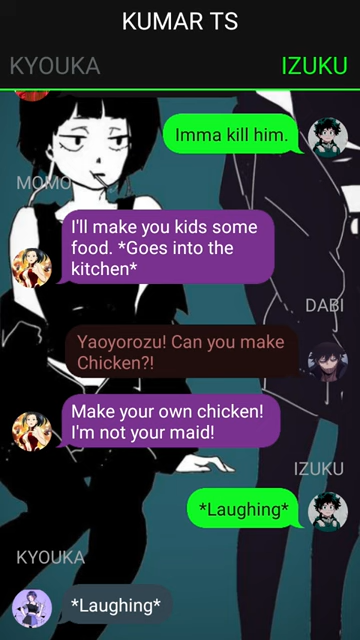 KUMAR TS
KYOUKA
IZUKU
Imma kill him.
MOMO
I'll make you kids some
food. *Goes into the
kitchen*
DABI
Yaoyorozu! Can you make
Chicken?!
Make your own chicken!
I'm not your maid!
IZUKU
*Laughing*
KYOUKA
*Laughing*